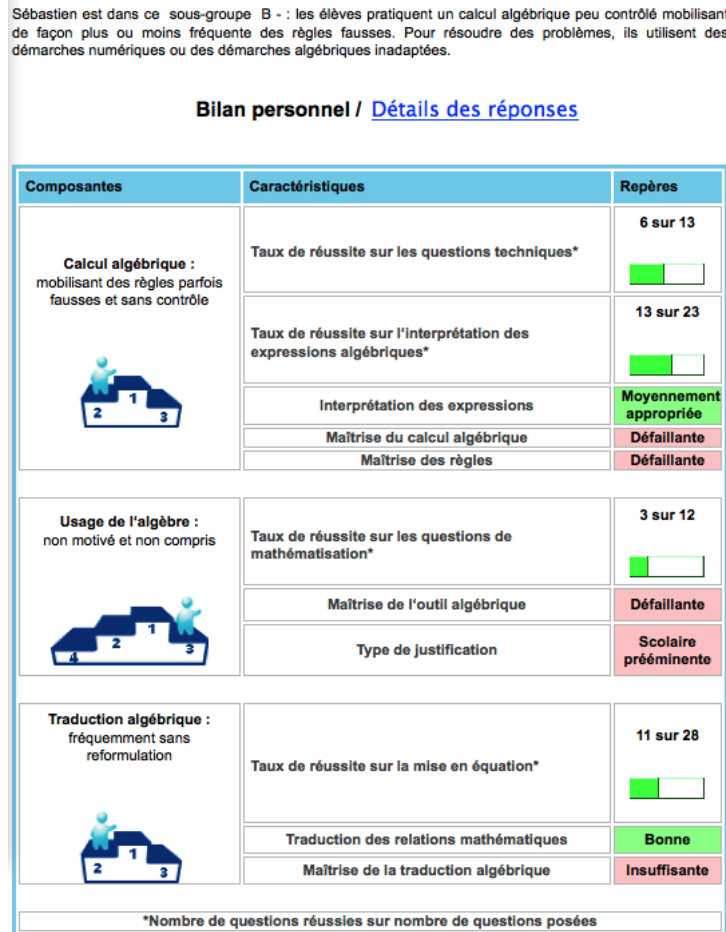 Sébastien est dans ce sous-groupe B - : les élèves pratiquent un calcul algébrique peu contrôlé mobilisant
de façon plus ou moins fréquente des règles fausses. Pour résoudre des problèmes, ils utilisent des
démarches numériques ou des démarches algébriques inadaptées.
Bilan personnel / Détails des réponses
Composantes Caractéristiques Repères
Calcul algébrique :
mobilisant des règles parfois
fausses et sans contrôle
1
2
3
Taux de réussite sur les questions techniques*
6 sur 13
Taux de réussite sur l'interprétation des
expressions algébriques*
13 sur 23
Interprétation des expressions
Moyennement
appropriée
Maîtrise du calcul algébrique Défaillante
Maîtrise des règles Défaillante
Usage de l'algèbre :
non motivé et non compris
1
2
3
4
Taux de réussite sur les questions de
mathématisation*
3 sur 12
Maîtrise de l'outil algébrique Défaillante
Type de justification
Scolaire
prééminente
Traduction algébrique :
fréquemment sans
reformulation
1
2
3
Taux de réussite sur la mise en équation*
11 sur 28
Traduction des relations mathématiques Bonne
Maîtrise de la traduction algébrique Insuffisante
*Nombre de questions réussies sur nombre de questions posées